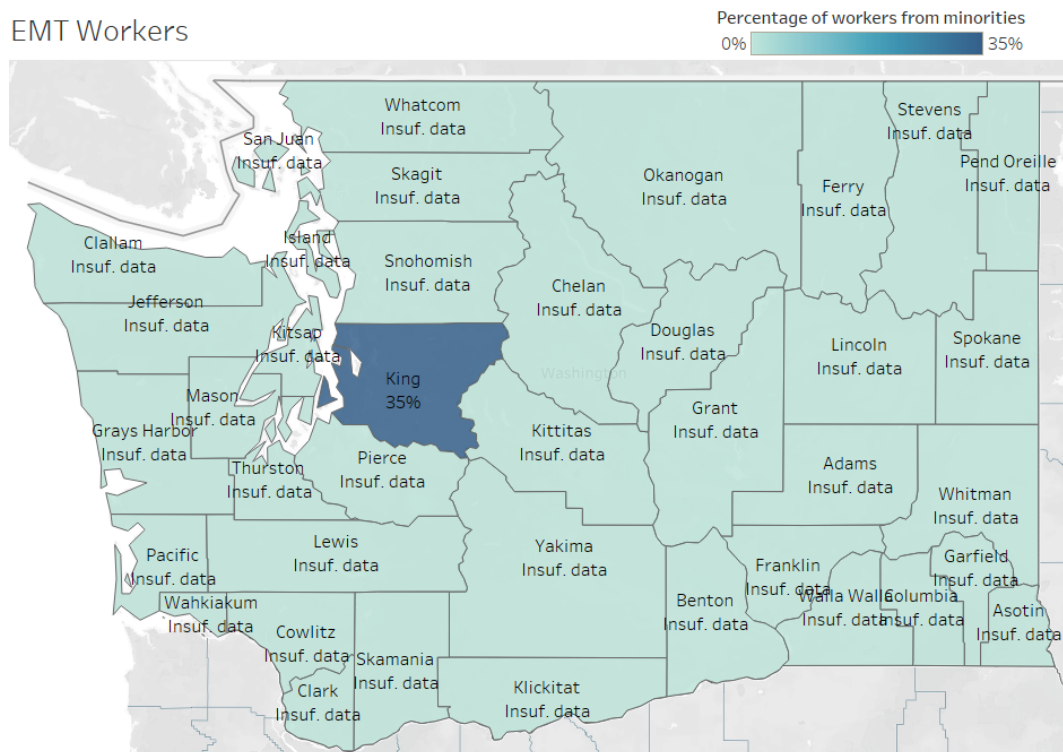 EMT Workers
Percentage of workers from minorities
0%
35%
Whatcom
Insuf. data
San Juan
Insuf. data
Skagit
Insuf. data
Okanogan
Insuf. data
Ferry
Insuf. data
Stevens
Insuf. data
Pend Oreille
Insuf. data
Clallam
Insuf. data
Island
Insuf. data
Snohomish
Insuf. data
Chelan
Insuf. data
Jefferson
Insuf. data
Kitsap
Insuf. data
Douglas
Insuf. data
Lincoln
Insuf. data
Spokane
Insuf. data
Washington
King
35%
Mason
Insuf. data
Grays Harbor
Insuf. data
Kittitas
Insuf. data
Grant
Insuf. data
Thurston
Insuf. data
Pierce
Insuf. data
Adams
Insuf. data
Whitman
Insuf. data
Pacific
Insuf. data
Lewis
Insuf. data
Yakima
Insuf. data
Franklin
Insuf. data
Garfield
Insuf. data
Wahkiakum
Insuf. data
Benton
Insuf. data
Walla Walla
Insuf. data
Columbia
Insuf. data
Asotin
Insuf. data
Cowlitz
Insuf. data
Skamania
Insuf. data
Clark
Insuf. data
Klickitat
Insuf. data